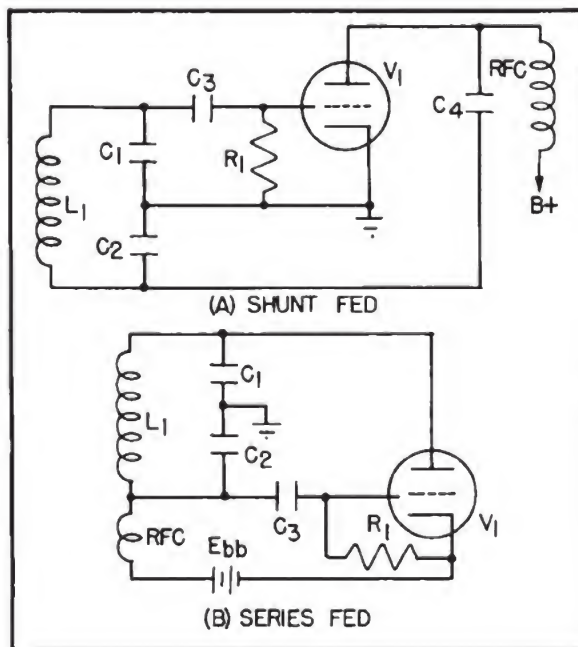 C3
V1
RFC
C4
C1
R1
L1
B+
C2
(A) SHUNT FED
C1
L1
C2
C3
R1
V1
RFC
Ebb
(B) SERIES FED